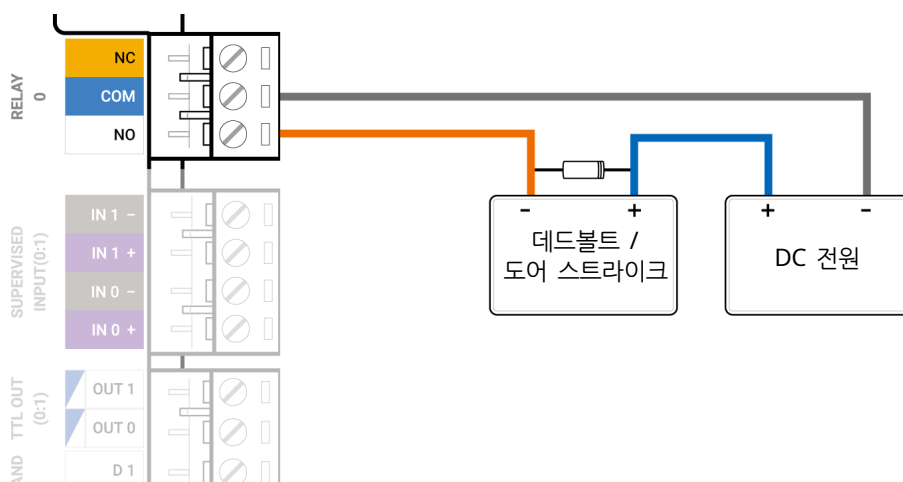 RELAY
0
NC
COM
NO
SUPERVISED
INPUT(0:1)
IN 1 −
IN 1 +
IN 0 −
IN 0 +
TTL OUT
(0:1)
OUT 1
OUT 0
AND
D 1
- +
데드볼트 /
도어 스트라이크
+ -
DC 전원